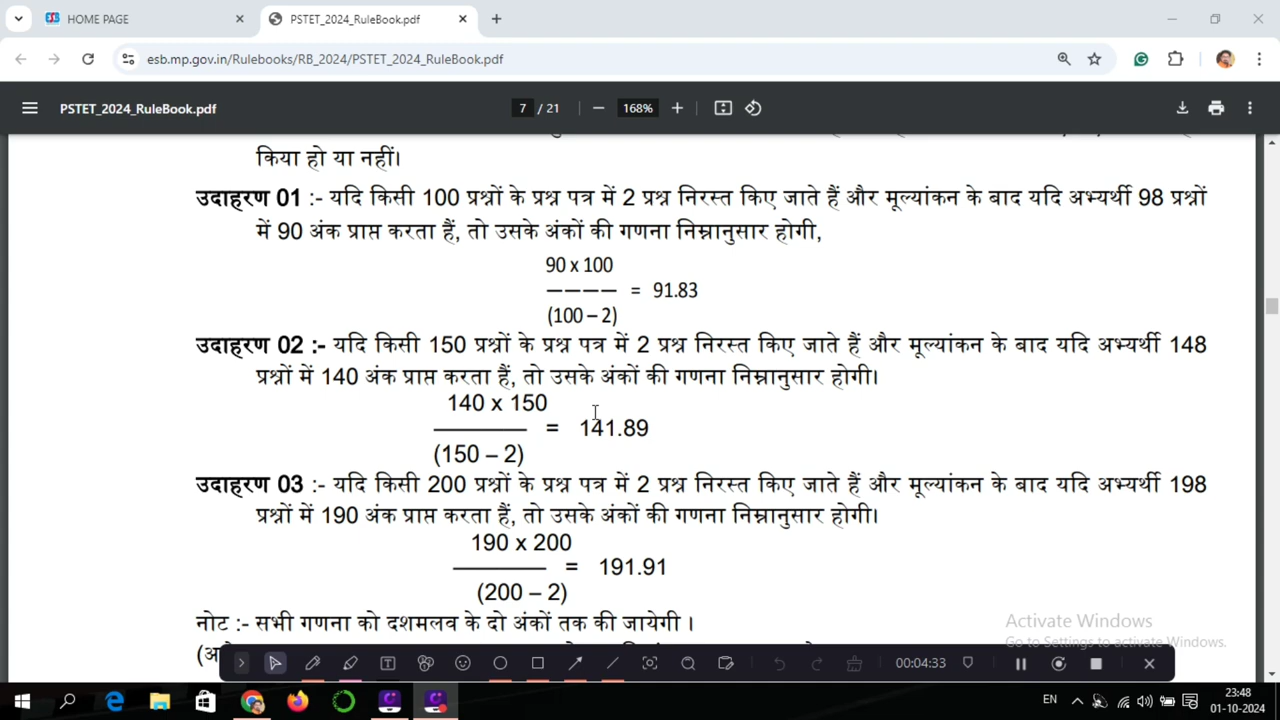 HOME PAGE
PSTET_2024_RuleBook.pdf
esb.mp.gov.in/Rulebooks/RB_2024/PSTET_2024_RuleBook.pdf
PSTET_2024_RuleBook.pdf
7 / 21
168%
किया हो या नहीं।
उदाहरण 01 :- यदि किसी 100 प्रश्नों के प्रश्न पत्र में 2 प्रश्न निरस्त किए जाते हैं और मूल्यांकन के बाद यदि अभ्यर्थी 98 प्रश्नों
में 90 अंक प्राप्त करता हैं, तो उसके अंकों की गणना निम्नानुसार होगी,
90 x 100
———— = 91.83
(100 – 2)
उदाहरण 02 :- यदि किसी 150 प्रश्नों के प्रश्न पत्र में 2 प्रश्न निरस्त किए जाते हैं और मूल्यांकन के बाद यदि अभ्यर्थी 148
प्रश्नों में 140 अंक प्राप्त करता हैं, तो उसके अंकों की गणना निम्नानुसार होगी।
140 x 150
= 141.89
(150 – 2)
उदाहरण 03 :- यदि किसी 200 प्रश्नों के प्रश्न पत्र में 2 प्रश्न निरस्त किए जाते हैं और मूल्यांकन के बाद यदि अभ्यर्थी 198
प्रश्नों में 190 अंक प्राप्त करता हैं, तो उसके अंकों की गणना निम्नानुसार होगी।
190 x 200
= 191.91
(200 – 2)
नोट :- सभी गणना को दशमलव के दो अंकों तक की जायेगी ।
Activate Windows
Go to Settings to activate Windows.
00:04:33
EN
23:48
01-10-2024